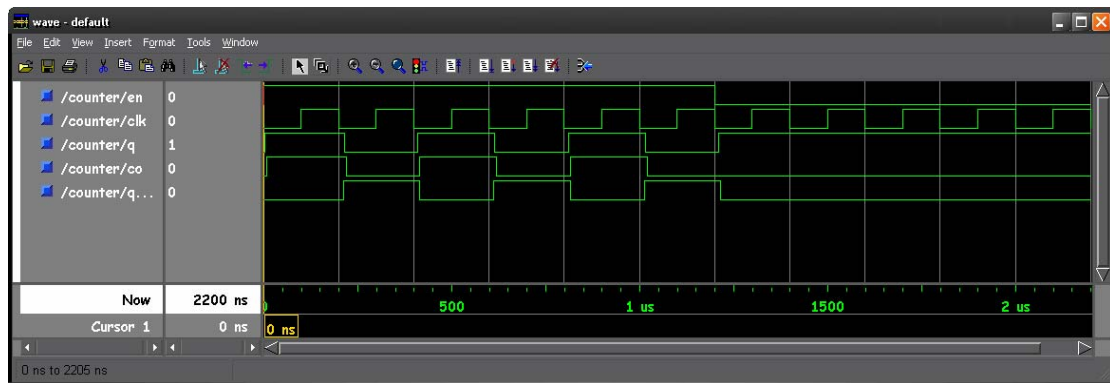 wave - default
File Edit View Insert Format Tools Window
/counter/en 0
/counter/clk 0
/counter/q 1
/counter/co 0
/counter/q... 0
Now 2200 ns 500 1 us 1500 2 us
Cursor 1 0 ns 0 ns
0 ns to 2205 ns